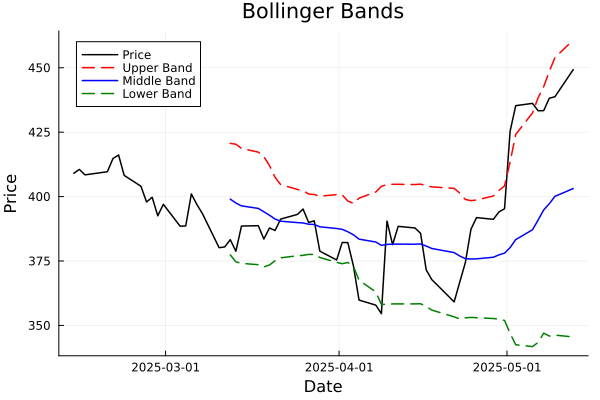 Bollinger Bands
Price
Upper Band
Middle Band
Lower Band
450
425
400
375
350
Price
2025-03-01
2025-04-01
2025-05-01
Date